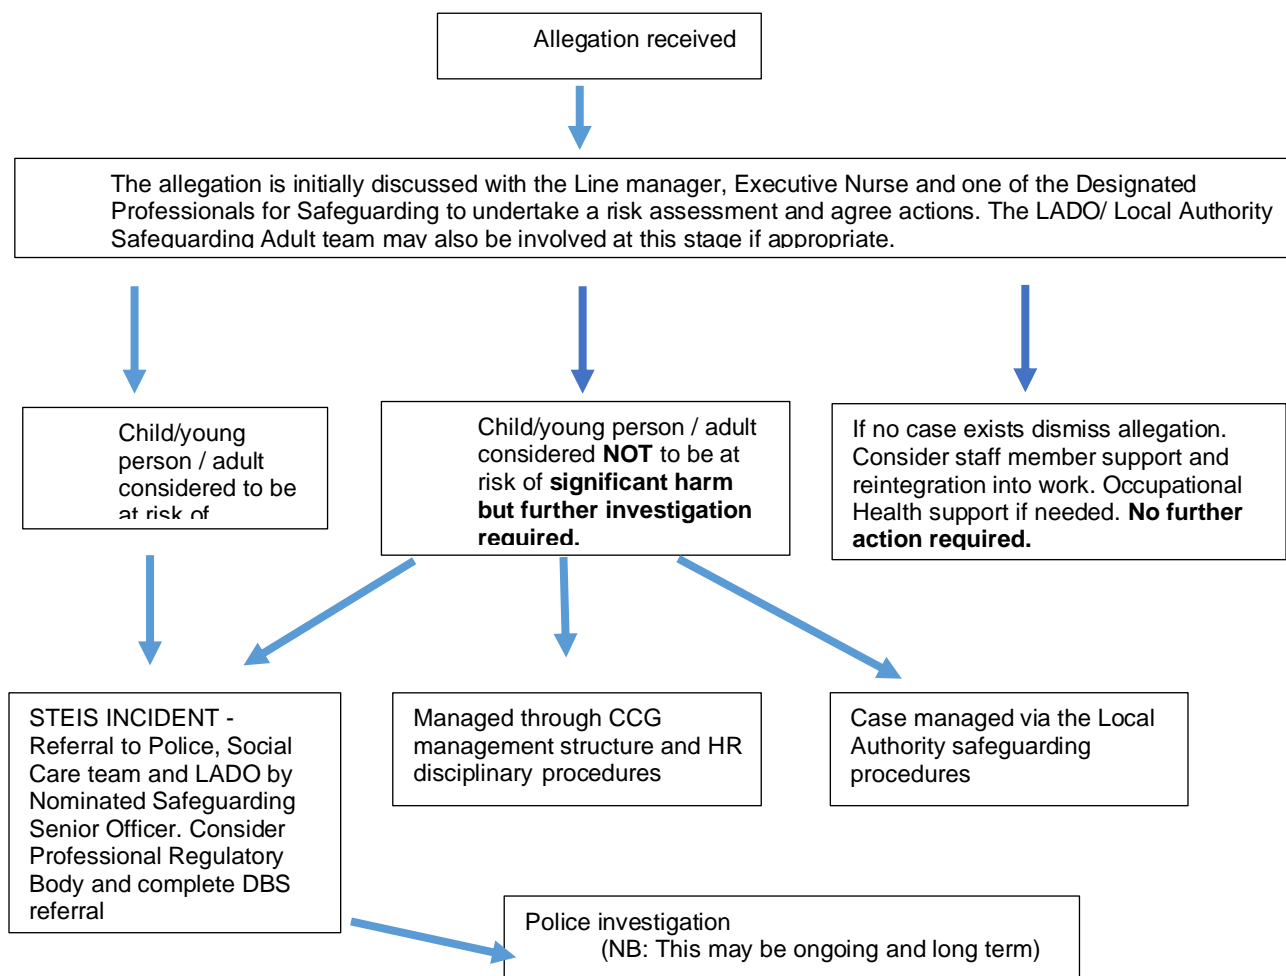 Allegation received
The allegation is initially discussed with the Line manager, Executive Nurse and one of the Designated
Professionals for Safeguarding to undertake a risk assessment and agree actions. The LADO/ Local Authority
Safeguarding Adult team may also be involved at this stage if appropriate.
Child/young
person / adult
considered to be
at risk of
Child/young person / adult
considered NOT to be at
risk of significant harm
but further investigation
required.
If no case exists dismiss allegation.
Consider staff member support and
reintegration into work. Occupational
Health support if needed. No further
action required.
STEIS INCIDENT -
Referral to Police, Social
Care team and LADO by
Nominated Safeguarding
Senior Officer. Consider
Professional Regulatory
Body and complete DBS
referral
Managed through CCG
management structure and HR
disciplinary procedures
Case managed via the Local
Authority safeguarding
procedures
Police investigation
(NB: This may be ongoing and long term)